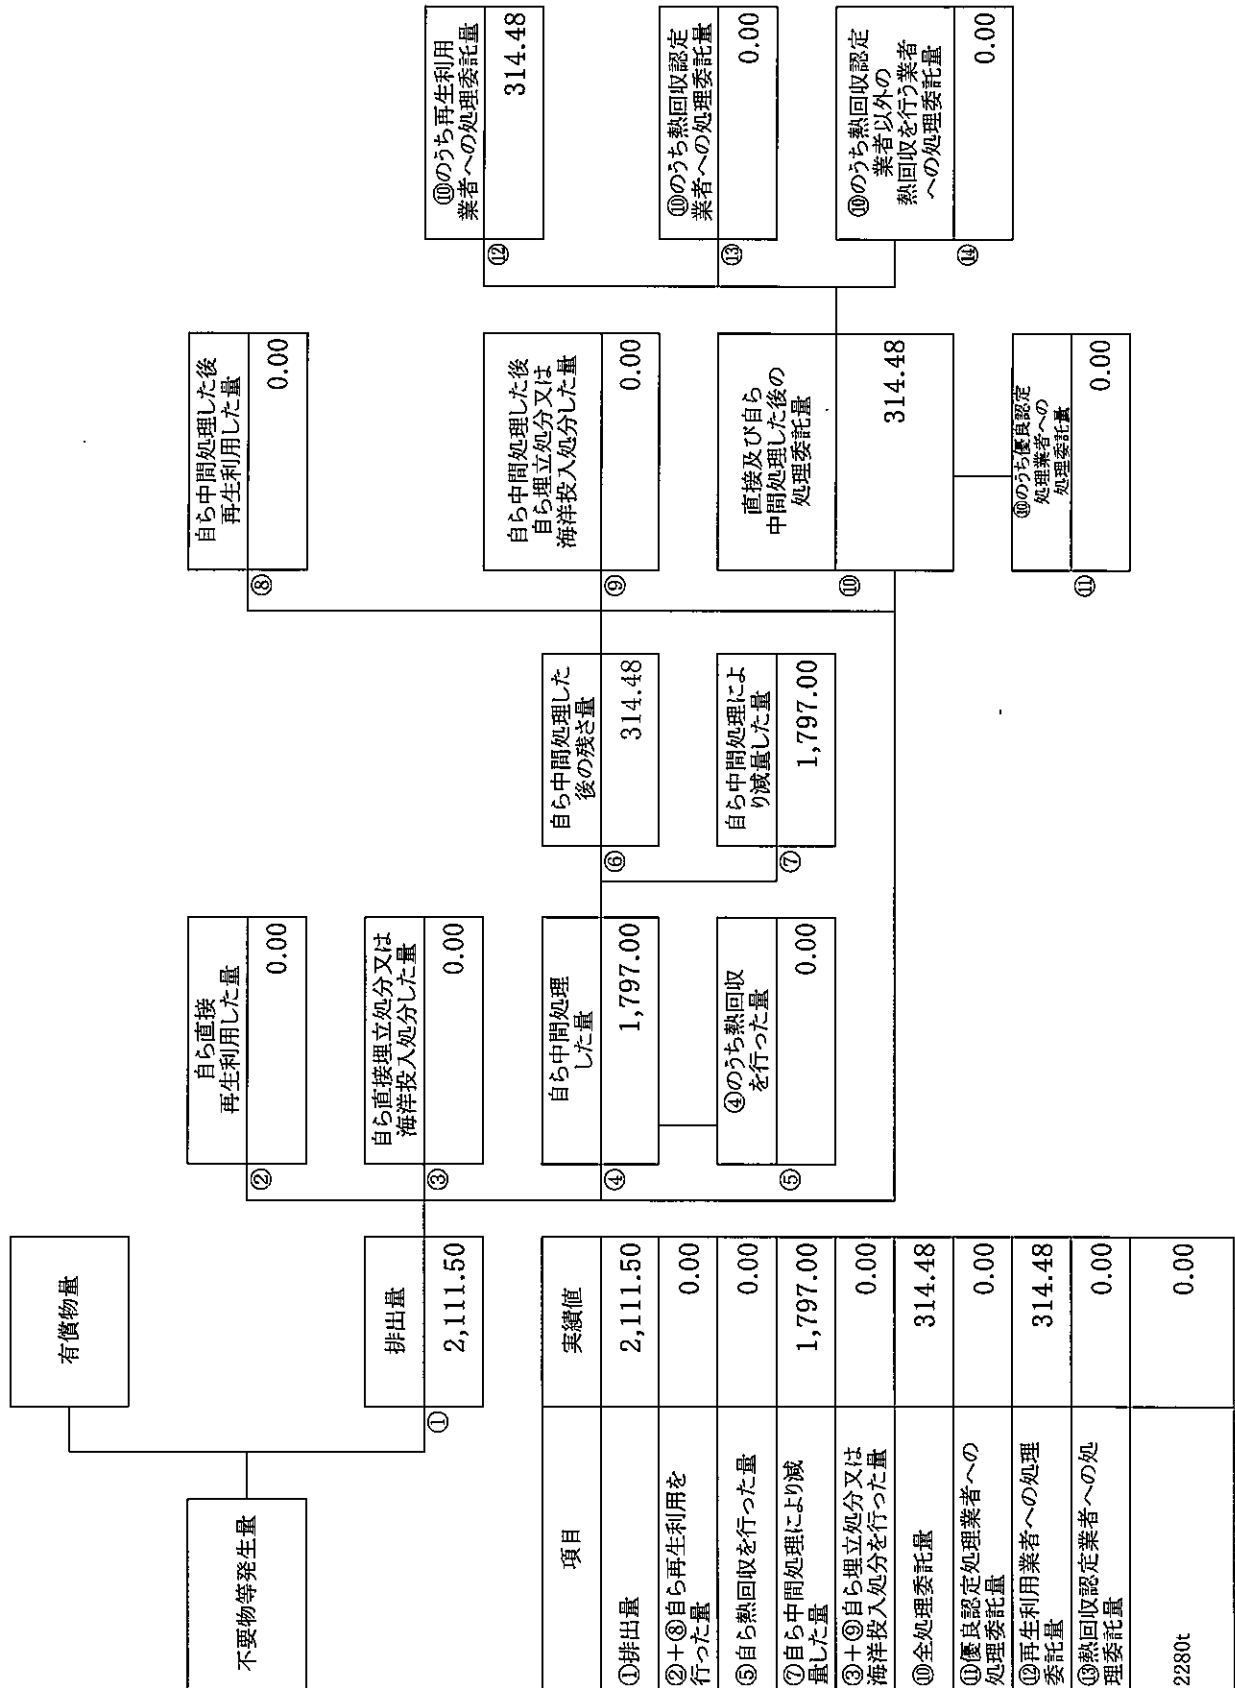 不要物等発生量
有償物量
排出量
①
2,111.50
自ら直接
再生利用した量
②
0.00
自ら直接埋立処分又は
海洋投入処分した量
③
0.00
自ら中間処理
した量
④
1,797.00
④のうち熱回収
を行った量
⑤
0.00
自ら中間処理した
後の残さ量
⑥
314.48
自ら中間処理によ
り減量した量
⑦
1,797.00
自ら中間処理した後
再生利用した量
⑧
0.00
自ら中間処理した後
自ら埋立処分又は
海洋投入処分した量
⑨
0.00
直接及び自ら
中間処理した後の
処理委託量
⑩
314.48
⑩のうち優良認定
処理業者への
処理委託量
⑪
0.00
⑩のうち再生利用
業者への処理委託量
⑫
314.48
⑩のうち熱回収認定
業者への処理委託量
⑬
0.00
⑩のうち熱回収認定
業者以外の
熱回収を行う業者
への処理委託量
⑭
0.00
項目 実績値
①排出量 2,111.50
②+⑧自ら再生利用を
行った量 0.00
⑤自ら熱回収を行った量 0.00
⑦自ら中間処理により減
量した量 1,797.00
③+⑨自ら埋立処分又は
海洋投入処分を行った量 0.00
⑩全処理委託量 314.48
⑪優良認定処理業者への
処理委託量 0.00
⑫再生利用業者への処理
委託量 314.48
⑬熱回収認定業者への処
理委託量 0.00
2280t 0.00